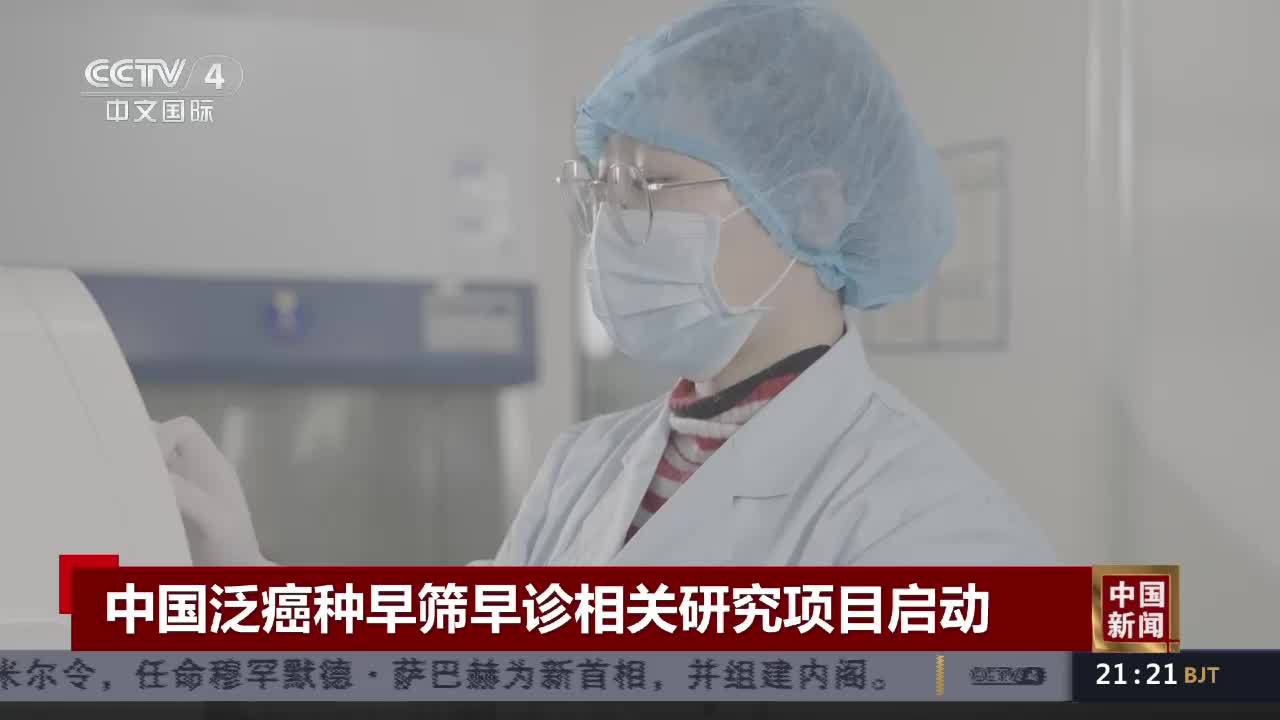 CCTV 4
中文国际
中国泛癌种早筛早诊相关研究项目启动
中国
新闻
米尔令，任命穆罕默德·萨巴赫为新首相，并组建内阁。
CCTV 4
21:21 BJT